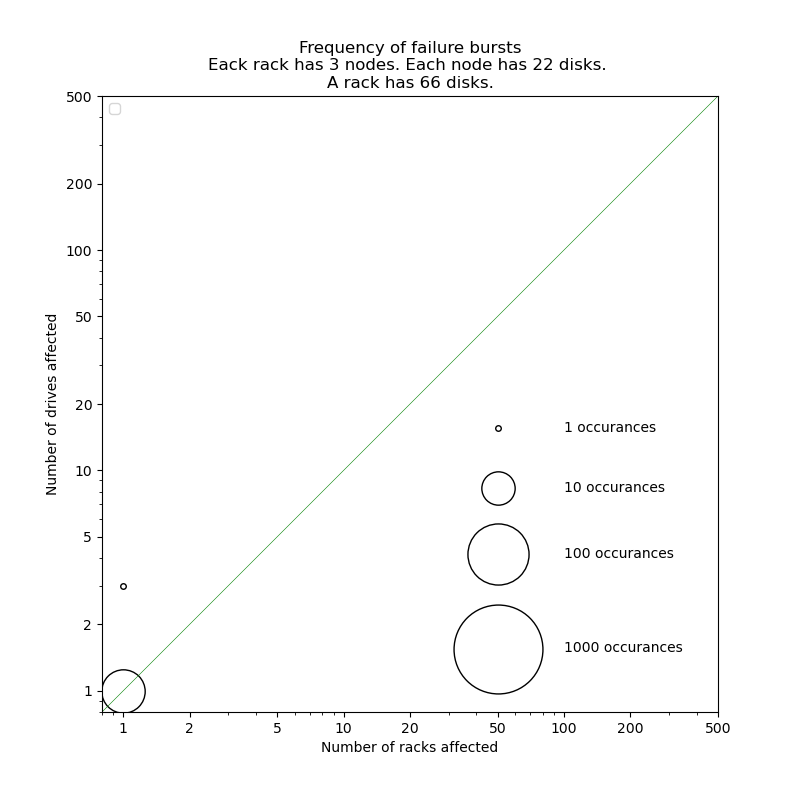 Frequency of failure bursts
Eack rack has 3 nodes. Each node has 22 disks.
A rack has 66 disks.
500
200
100
50
20
10
5
2
1
Number of drives affected
1 occurances
10 occurances
100 occurances
1000 occurances
1 2 5 10 20 50 100 200 500
Number of racks affected